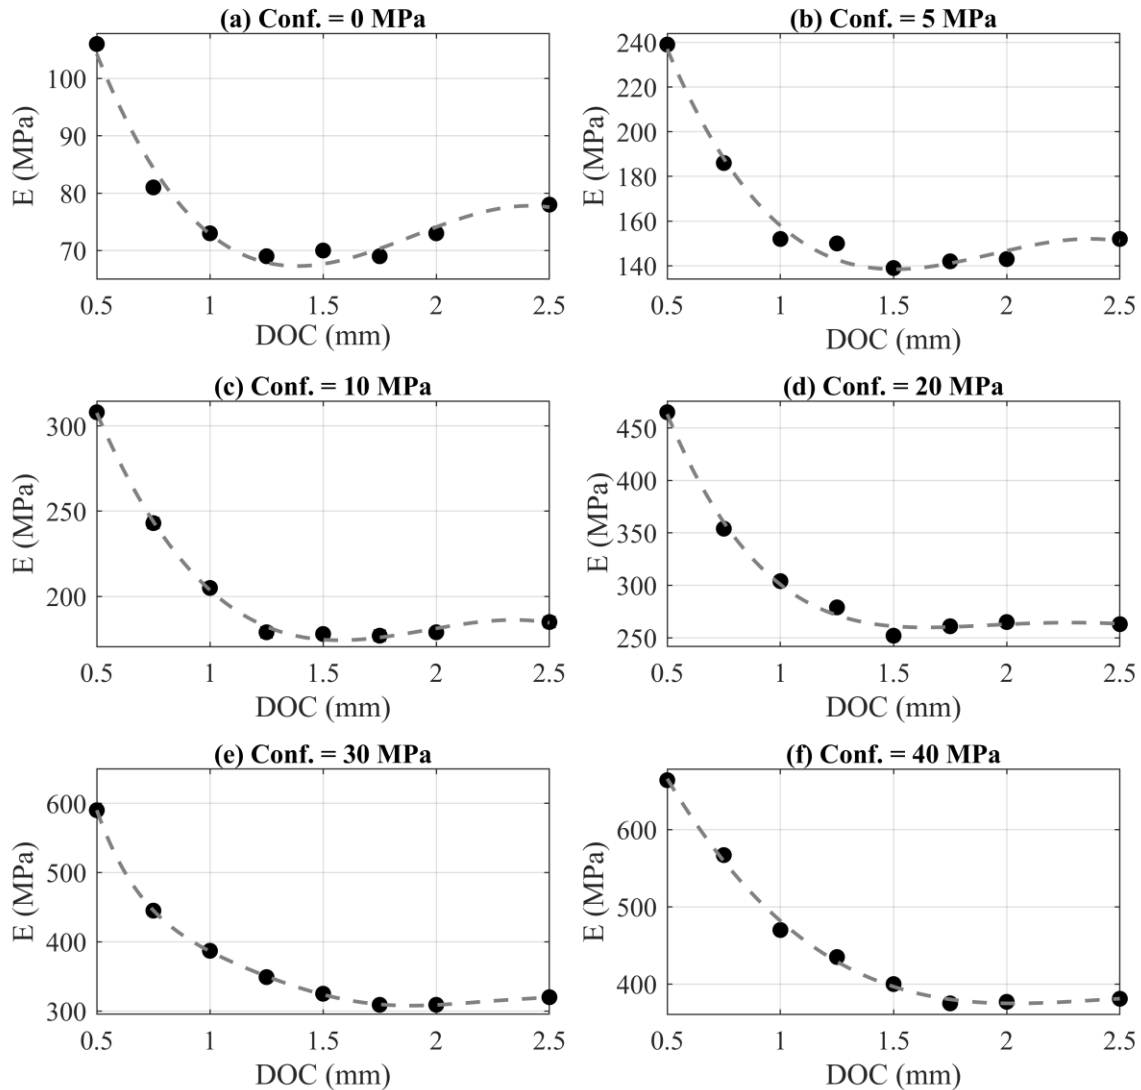 (a) Conf. = 0 MPa
E (MPa)
100
90
80
70
0.5 1 1.5 2 2.5
DOC (mm)
(b) Conf. = 5 MPa
E (MPa)
240
220
200
180
160
140
0.5 1 1.5 2 2.5
DOC (mm)
(c) Conf. = 10 MPa
E (MPa)
300
250
200
0.5 1 1.5 2 2.5
DOC (mm)
(d) Conf. = 20 MPa
E (MPa)
450
400
350
300
250
0.5 1 1.5 2 2.5
DOC (mm)
(e) Conf. = 30 MPa
E (MPa)
600
500
400
300
0.5 1 1.5 2 2.5
DOC (mm)
(f) Conf. = 40 MPa
E (MPa)
600
500
400
0.5 1 1.5 2 2.5
DOC (mm)